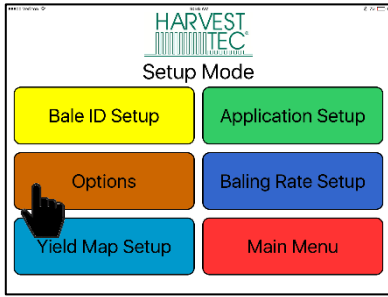 HARVEST
TEC
Setup Mode
Bale ID Setup
Application Setup
Options
Baling Rate Setup
Yield Map Setup
Main Menu